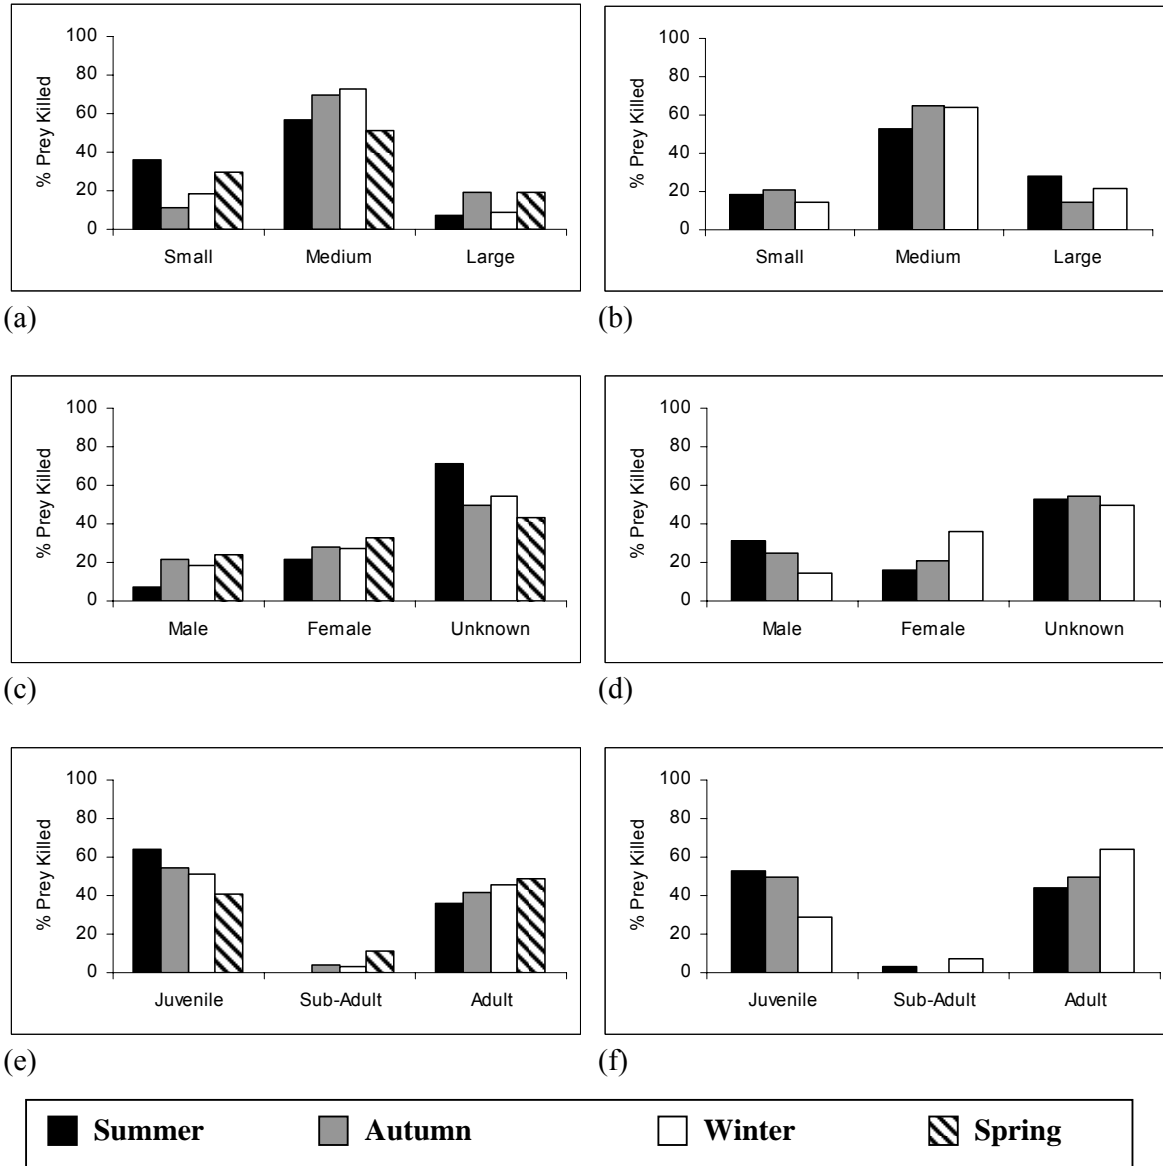 % Prey Killed
100
80
60
40
20
0
Small Medium Large
(a)
% Prey Killed
100
80
60
40
20
0
Small Medium Large
(b)
% Prey Killed
100
80
60
40
20
0
Male Female Unknown
(c)
% Prey Killed
100
80
60
40
20
0
Male Female Unknown
(d)
% Prey Killed
100
80
60
40
20
0
Juvenile Sub-Adult Adult
(e)
% Prey Killed
100
80
60
40
20
0
Juvenile Sub-Adult Adult
(f)
Summer Autumn Winter Spring